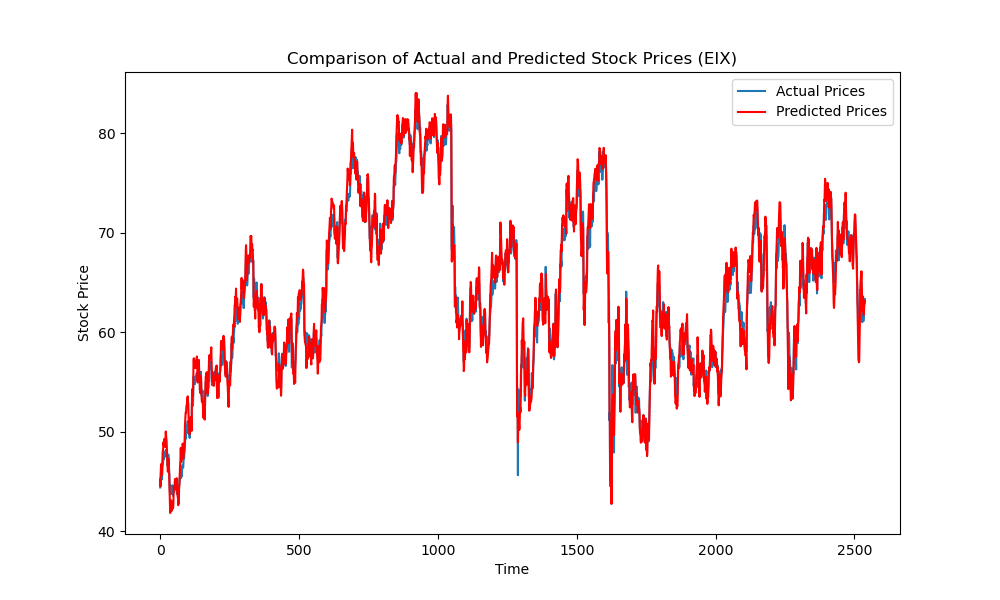 Comparison of Actual and Predicted Stock Prices (EIX)
Actual Prices
Predicted Prices
80
70
60
50
40
Stock Price
0
500
1000
1500
2000
2500
Time